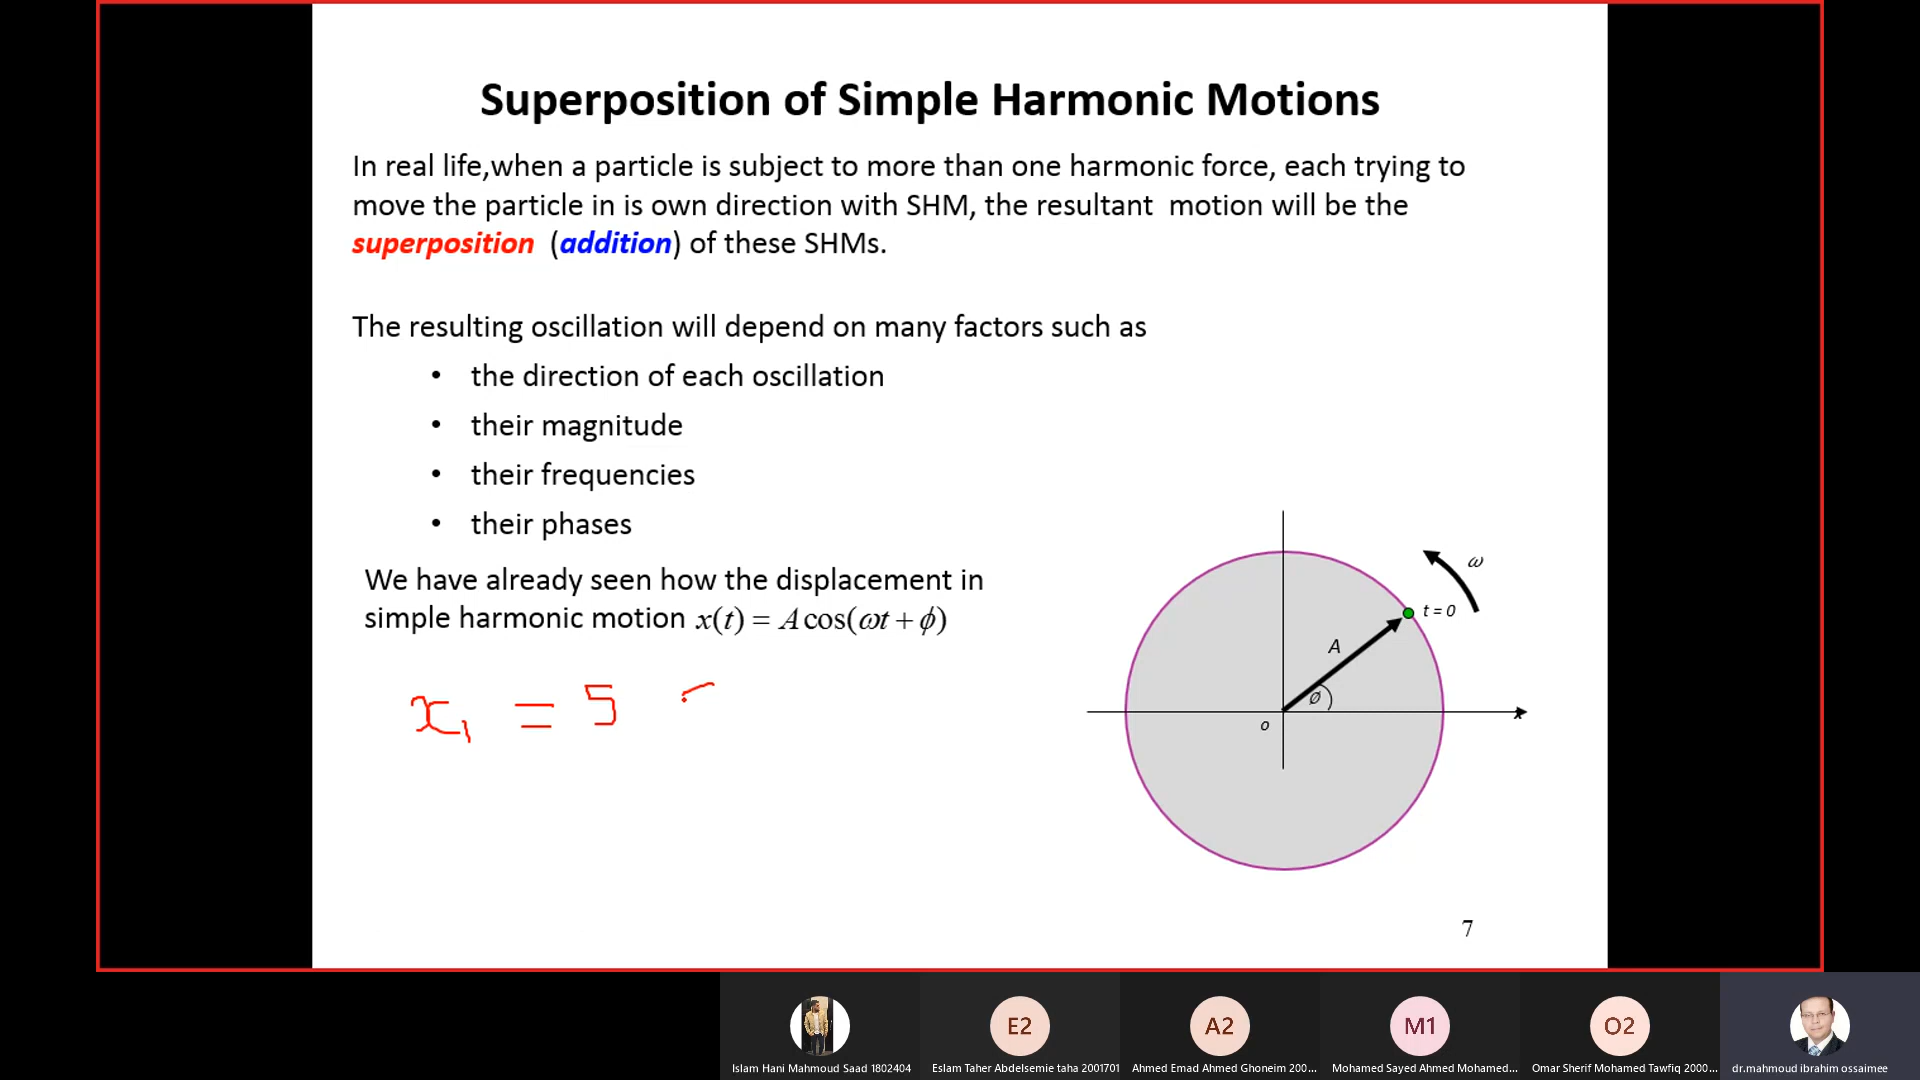 Superposition of Simple Harmonic Motions
In real life,when a particle is subject to more than one harmonic force, each trying to
move the particle in is own direction with SHM, the resultant motion will be the
superposition (addition) of these SHMs.
The resulting oscillation will depend on many factors such as
• the direction of each oscillation
• their magnitude
• their frequencies
• their phases
We have already seen how the displacement in
simple harmonic motion x(t) = A cos(ωt + ϕ)
x₁ = 5
ω
t = 0
A
Ø
o
x
7
E2
A2
M1
O2
Islam Hani Mahmoud Saad 1802404
Eslam Taher Abdelsemie taha 2001701
Ahmed Emad Ahmed Ghoneim 200...
Mohamed Sayed Ahmed Mohamed...
Omar Sherif Mohamed Tawfiq 2000...
dr.mahmoud ibrahim ossaimee